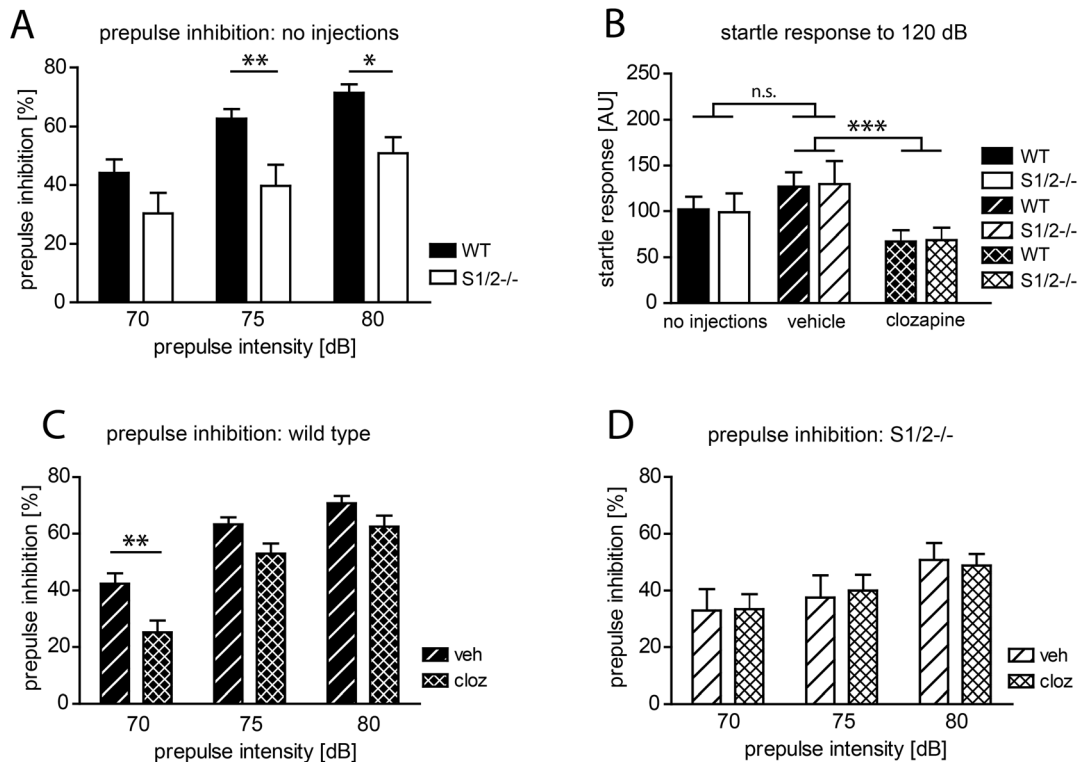 A
prepulse inhibition: no injections
prepulse inhibition [%]
80
60
40
20
0
**
*
70
75
80
prepulse intensity [dB]
WT
S1/2-/-
B
startle response to 120 dB
startle response [AU]
250
200
150
100
50
0
n.s.
***
no injections
vehicle
clozapine
WT
S1/2-/-
WT
S1/2-/-
WT
S1/2-/-
C
prepulse inhibition: wild type
prepulse inhibition [%]
80
60
40
20
0
**
70
75
80
prepulse intensity [dB]
veh
cloz
D
prepulse inhibition: S1/2-/-
prepulse inhibition [%]
80
60
40
20
0
70
75
80
prepulse intensity [dB]
veh
cloz